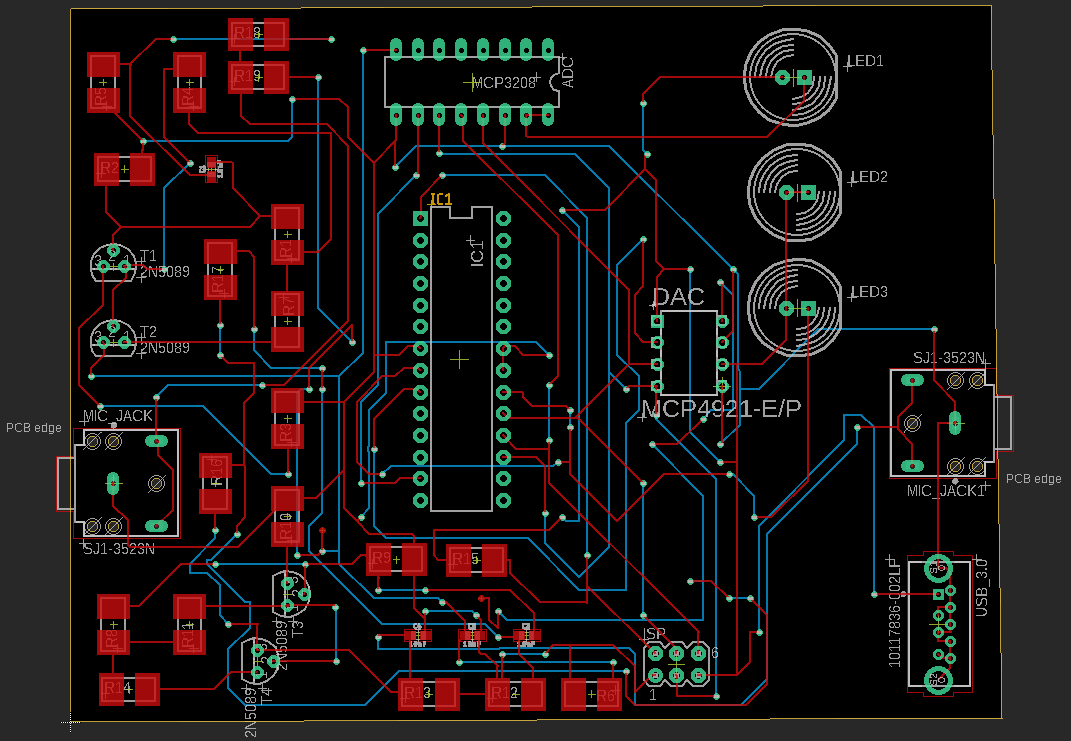 R18
R19
R5
R4
MCP3208
ADC
LED1
R2
LED2
IC1
IC1
T1
2N5089
R1
R17
LED3
DAC
R7
T2
2N5089
SJ1-3523N
MCP4921-E/P
MIC_JACK
PCB edge
R3
R16
MIC_JACK1
PCB edge
R10
SJ1-3523N
R9
R15
10117836-002LF
USB_3.0
T3
2N5089
R8
R11
ISP
6
1
T4
2N5089
R14
R13
R12
R6